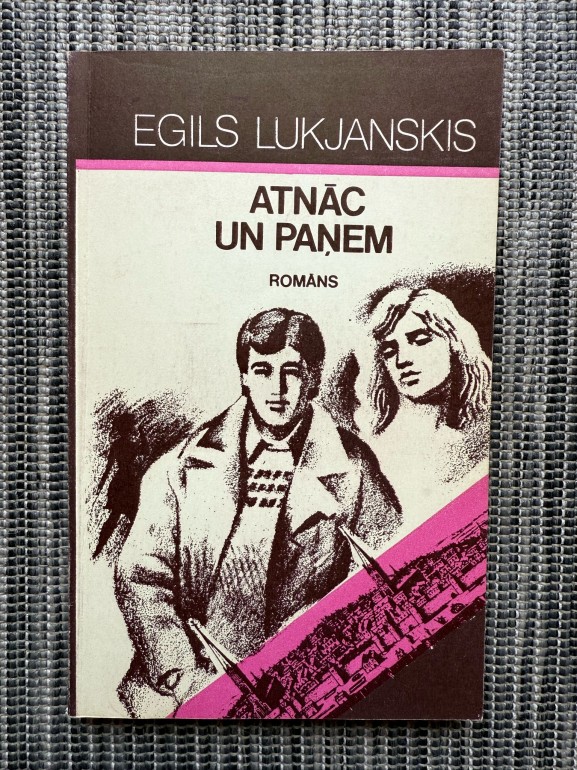 EGILS LUKJANSKIS
ATNĀC
UN PAŅEM
ROMĀNS